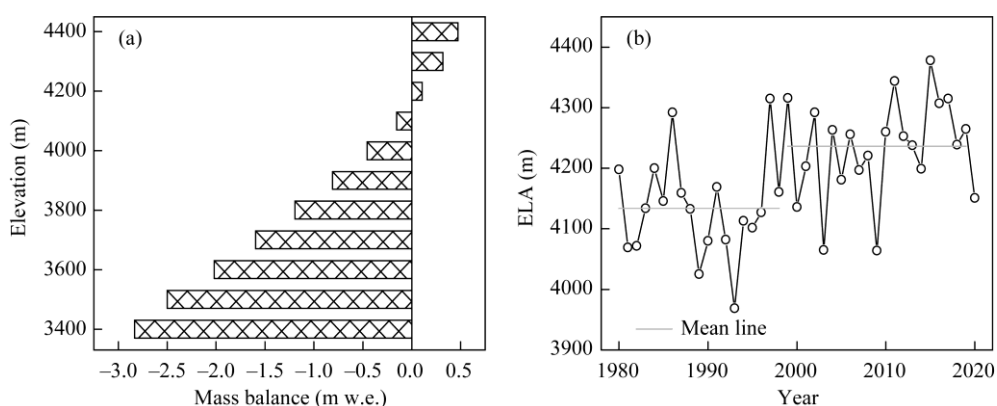 (a)
Elevation (m)
4400
4200
4000
3800
3600
3400
–3.0 –2.5 –2.0 –1.5 –1.0 –0.5 0.0 0.5
Mass balance (m w.e.)
(b)
ELA (m)
4400
4300
4200
4100
4000
3900
Mean line
1980 1990 2000 2010 2020
Year